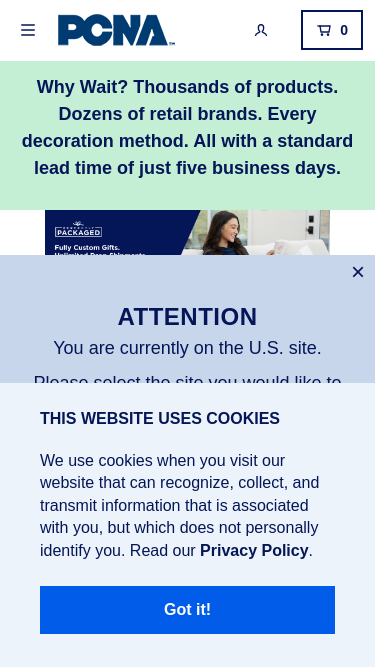 PCNA
0
Why Wait? Thousands of products.
Dozens of retail brands. Every
decoration method. All with a standard
lead time of just five business days.
PACKAGED
Fully Custom Gifts.
ATTENTION
You are currently on the U.S. site.
Please select the site you would like to
THIS WEBSITE USES COOKIES
We use cookies when you visit our
website that can recognize, collect, and
transmit information that is associated
with you, but which does not personally
identify you. Read our Privacy Policy.
Got it!